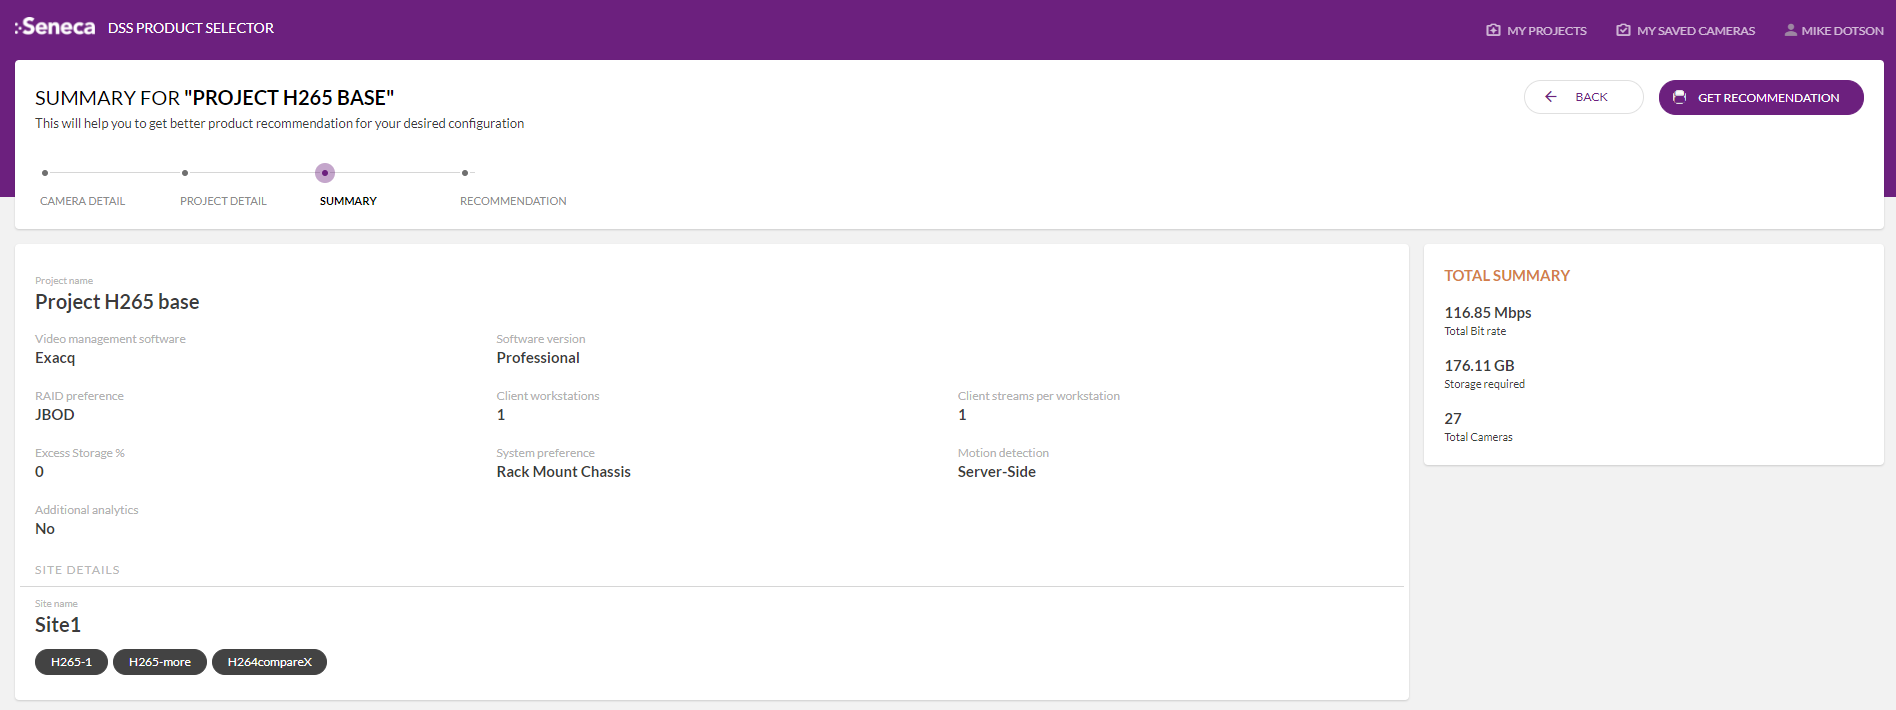 Seneca DSS PRODUCT SELECTOR
MY PROJECTS MY SAVED CAMERAS MIKE DOTSON
SUMMARY FOR "PROJECT H265 BASE"
BACK GET RECOMMENDATION
This will help you to get better product recommendation for your desired configuration
CAMERA DETAIL PROJECT DETAIL SUMMARY RECOMMENDATION
Project name
Project H265 base
Video management software Software version
Exacq Professional
RAID preference Client workstations Client streams per workstation
JBOD 1 1
Excess Storage % System preference Motion detection
0 Rack Mount Chassis Server-Side
Additional analytics
No
SITE DETAILS
Site name
Site1
H265-1 H265-more H264compareX
TOTAL SUMMARY
116.85 Mbps
Total Bit rate
176.11 GB
Storage required
27
Total Cameras